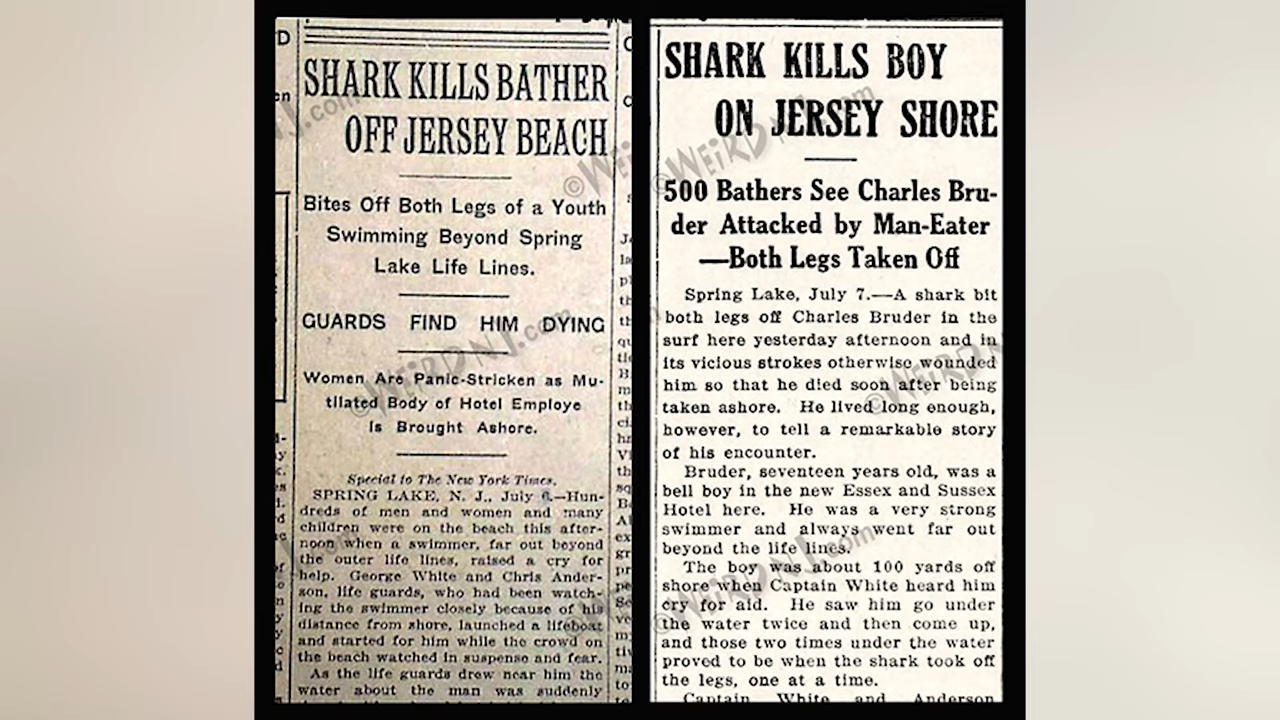 SHARK KILLS BATHER
OFF JERSEY BEACH
Bites Off Both Legs of a Youth
Swimming Beyond Spring
Lake Life Lines.
GUARDS FIND HIM DYING
Women Are Panic-Stricken as Mu-
tilated Body of Hotel Employe
Is Brought Ashore.
Special to The New York Times.
SPRING LAKE, N. J., July 6.—Hun-
dreds of men and women and many
children were on the beach this after-
noon when a swimmer, far out beyond
the outer life lines, raised a cry for
help. George White and Chris Ander-
son, life guards, who had been watch-
ing the swimmer closely because of his
distance from shore, launched a lifeboat
and started for him while the crowd on
the beach watched in suspense and fear.
As the life guards drew near him the
water about the man was suddenly
SHARK KILLS BOY
ON JERSEY SHORE
500 Bathers See Charles Bru-
der Attacked by Man-Eater
—Both Legs Taken Off
Spring Lake, July 7.—A shark bit
both legs off Charles Bruder in the
surf here yesterday afternoon and in
its vicious strokes otherwise wounded
him so that he died soon after being
taken ashore. He lived long enough,
however, to tell a remarkable story
of his encounter.
Bruder, seventeen years old, was a
bell boy in the new Essex and Sussex
Hotel here. He was a very strong
swimmer and always went far out
beyond the life lines.
The boy was about 100 yards off
shore when Captain White heard him
cry for aid. He saw him go under
the water twice and then come up,
and those two times under the water
proved to be when the shark took off
the legs, one at a time.
Captain White and Anderson
© WEIRDNJ.com